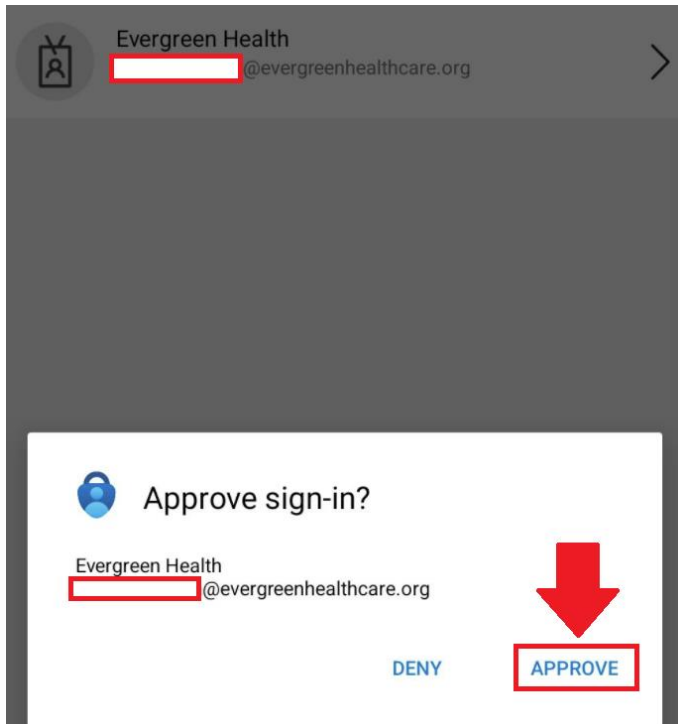 Evergreen Health
@evergreenhealthcare.org
Approve sign-in?
Evergreen Health
@evergreenhealthcare.org
DENY APPROVE